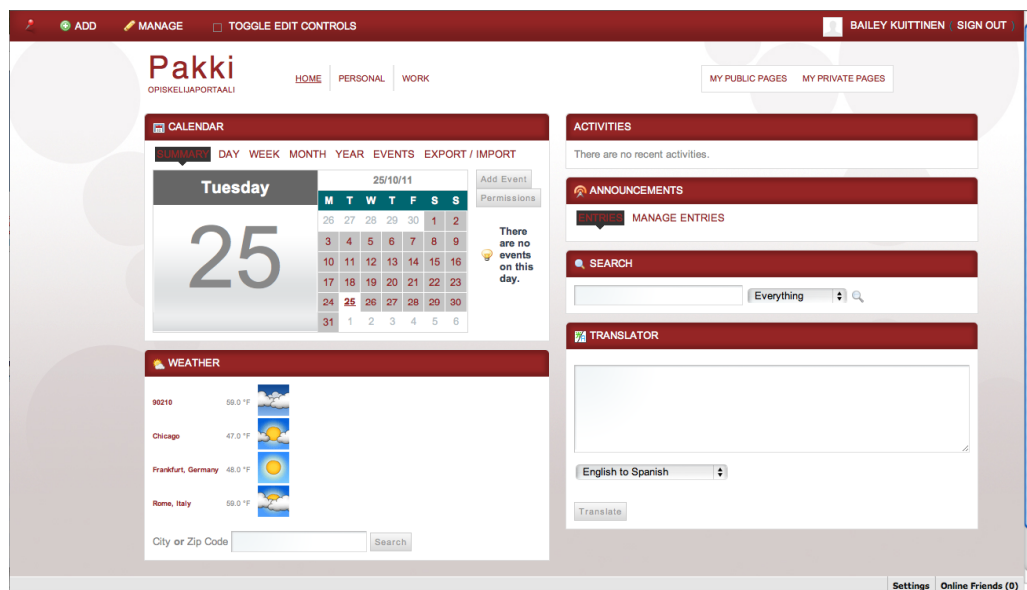 ADD MANAGE TOGGLE EDIT CONTROLS BAILEY KUITTINEN ( SIGN OUT )
Pakki
OPISKELIJAPORTAALI
HOME PERSONAL WORK
MY PUBLIC PAGES MY PRIVATE PAGES
CALENDAR
SUMMARY DAY WEEK MONTH YEAR EVENTS EXPORT / IMPORT
Tuesday
25
25/10/11
M T W T F S S
26 27 28 29 30 1 2
3 4 5 6 7 8 9
10 11 12 13 14 15 16
17 18 19 20 21 22 23
24 25 26 27 28 29 30
31 1 2 3 4 5 6
Add Event
Permissions
There
are no
events
on this
day.
WEATHER
90210 59.0 °F
Chicago 47.0 °F
Frankfurt, Germany 48.0 °F
Rome, Italy 59.0 °F
City or Zip Code Search
ACTIVITIES
There are no recent activities.
ANNOUNCEMENTS
ENTRIES MANAGE ENTRIES
SEARCH
Everything
TRANSLATOR
English to Spanish
Translate
Settings Online Friends (0)